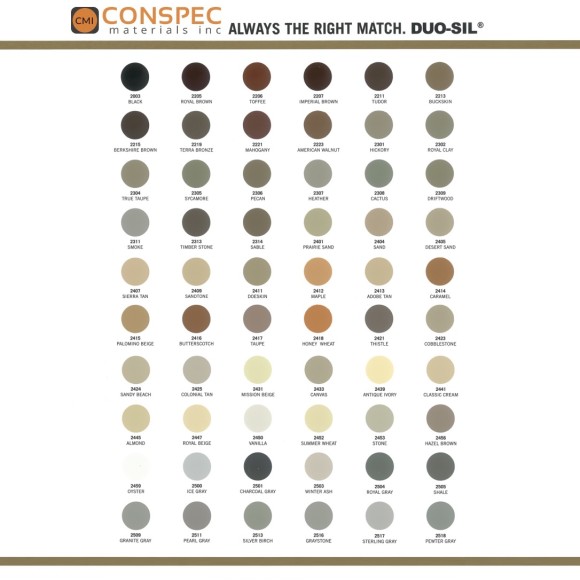 CMI CONSPEC
materials inc ALWAYS THE RIGHT MATCH. DUO-SIL®
2003 2205 2206 2207 2211 2213
BLACK ROYAL BROWN TOFFEE IMPERIAL BROWN TUDOR BUCKSKIN
2215 2219 2221 2223 2301 2302
BERKSHIRE BROWN TERRA BRONZE MAHOGANY AMERICAN WALNUT HICKORY ROYAL CLAY
2304 2305 2306 2307 2308 2309
TRUE TAUPE SYCAMORE PECAN HEATHER CACTUS DRIFTWOOD
2311 2313 2314 2401 2404 2405
SMOKE TIMBER STONE SABLE PRAIRIE SAND SAND DESERT SAND
2407 2409 2411 2412 2413 2414
SIERRA TAN SANDTONE DOESKIN MAPLE ADOBE TAN CARAMEL
2415 2416 2417 2418 2421 2423
PALOMINO BEIGE BUTTERSCOTCH TAUPE HONEY WHEAT THISTLE COBBLESTONE
2424 2425 2431 2433 2439 2441
SANDY BEACH COLONIAL TAN MISSION BEIGE CANVAS ANTIQUE IVORY CLASSIC CREAM
2445 2447 2450 2452 2453 2458
ALMOND ROYAL BEIGE VANILLA SUMMER WHEAT STONE HAZEL BROWN
2459 2500 2501 2503 2504 2505
OYSTER ICE GRAY CHARCOAL GRAY WINTER ASH ROYAL GRAY SHALE
2509 2511 2513 2516 2517 2518
GRANITE GRAY PEARL GRAY SILVER BIRCH GRAYSTONE STERLING GRAY PEWTER GRAY